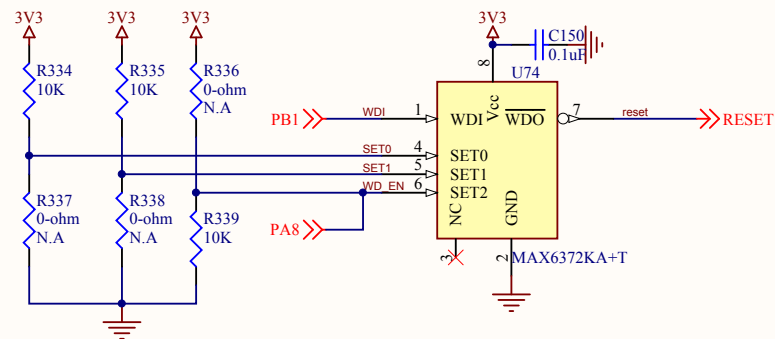 3V3
3V3
3V3
3V3
R334
10K
R335
10K
R336
0-ohm
N.A
C150
0.1uF
U74
8
Vcc
PB1
WDI
1
WDI
WDO
7
reset
RESET
SET0
4
SET0
SET1
5
SET1
WD_EN
6
SET2
R337
0-ohm
N.A
R338
0-ohm
N.A
R339
10K
PA8
NC
GND
3
2
MAX6372KA+T